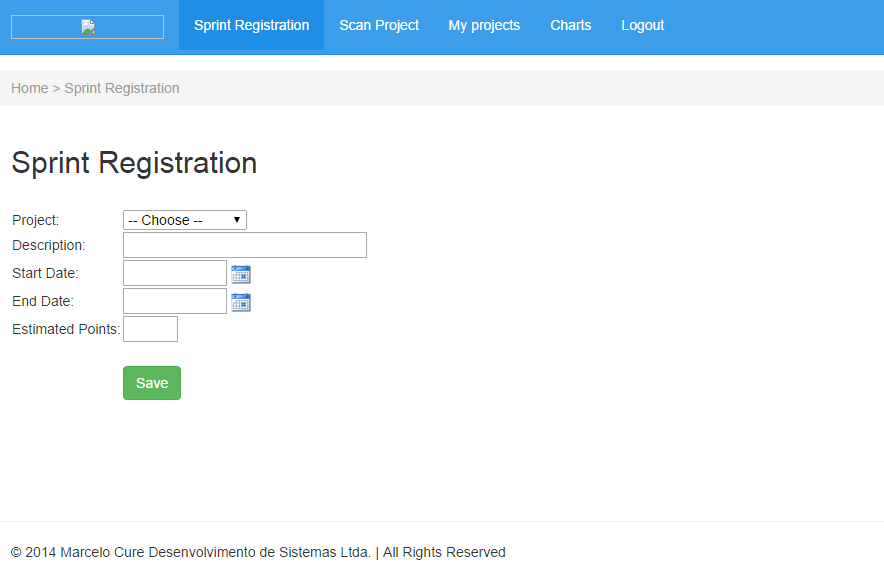 Sprint Registration Scan Project My projects Charts Logout
Home > Sprint Registration
Sprint Registration
Project: -- Choose --
Description:
Start Date:
End Date:
Estimated Points:
Save
© 2014 Marcelo Cure Desenvolvimento de Sistemas Ltda. | All Rights Reserved